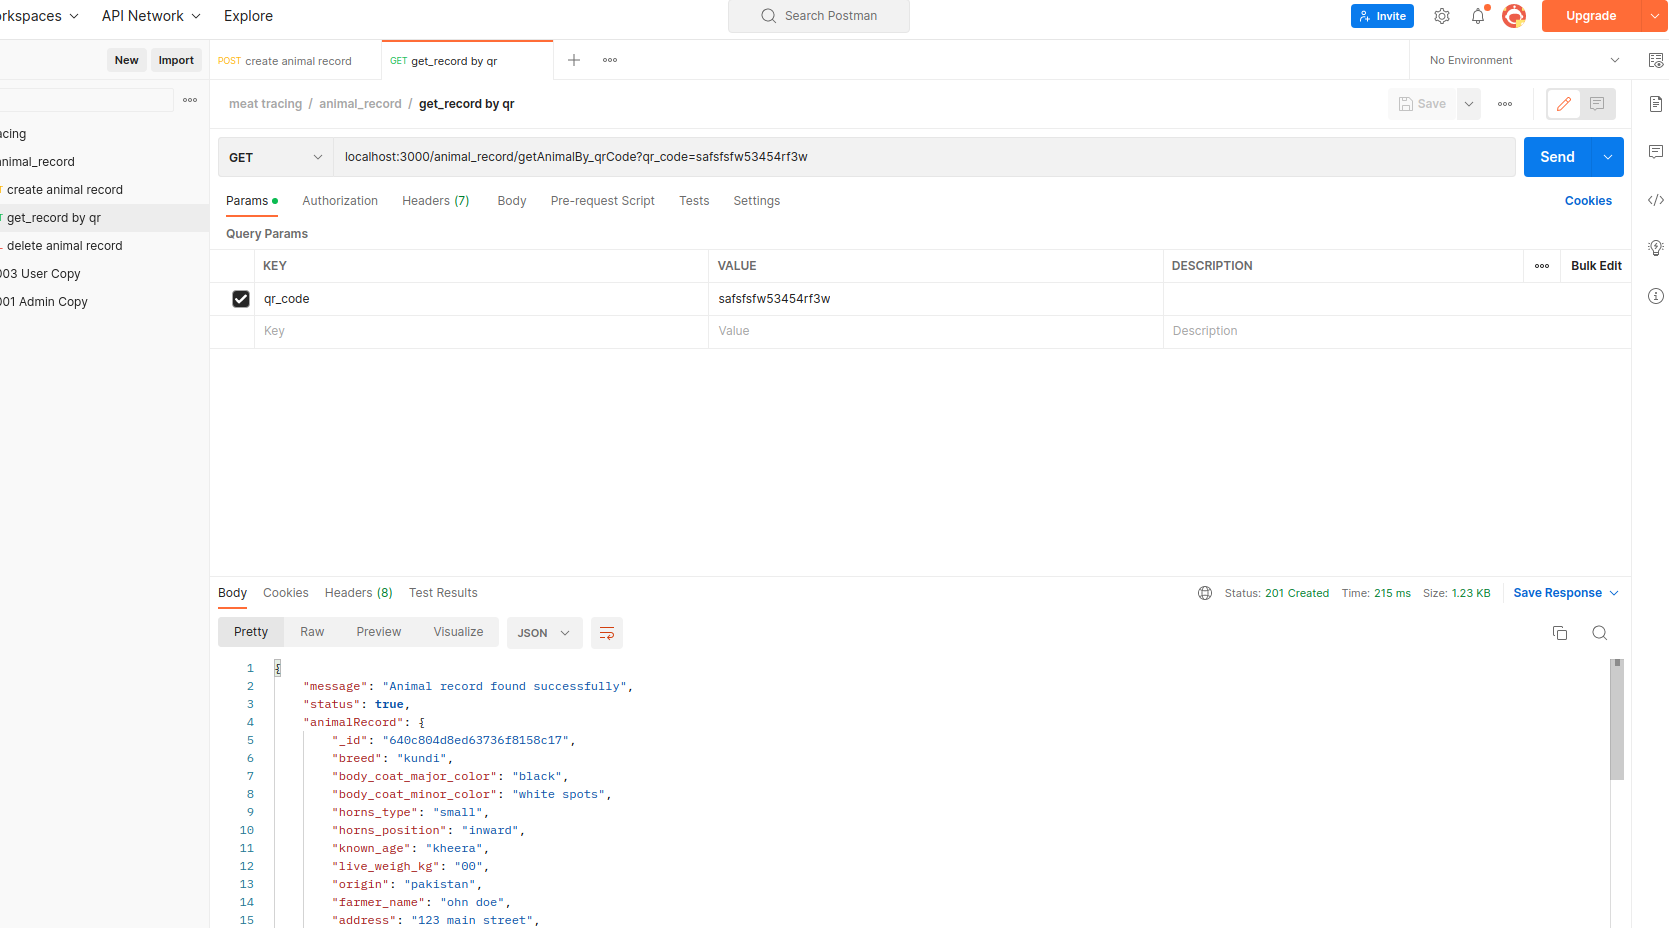 rkspaces API Network Explore Search Postman Invite Upgrade
New Import POST create animal record GET get_record by qr No Environment
meat tracing / animal_record / get_record by qr Save
acing
animal_record
create animal record
get_record by qr
delete animal record
003 User Copy
001 Admin Copy
GET localhost:3000/animal_record/getAnimalBy_qrCode?qr_code=safsfsfw53454rf3w Send
Params Authorization Headers (7) Body Pre-request Script Tests Settings Cookies
Query Params
KEY VALUE DESCRIPTION Bulk Edit
qr_code safsfsfw53454rf3w
Key Value Description
Body Cookies Headers (8) Test Results Status: 201 Created Time: 215 ms Size: 1.23 KB Save Response
Pretty Raw Preview Visualize JSON
1 {
2 "message": "Animal record found successfully",
3 "status": true,
4 "animalRecord": {
5 "_id": "640c804d8ed63736f8158c17",
6 "breed": "kundi",
7 "body_coat_major_color": "black",
8 "body_coat_minor_color": "white spots",
9 "horns_type": "small",
10 "horns_position": "inward",
11 "known_age": "kheera",
12 "live_weigh_kg": "00",
13 "origin": "pakistan",
14 "farmer_name": "ohn doe",
15 "address": "123 main street",